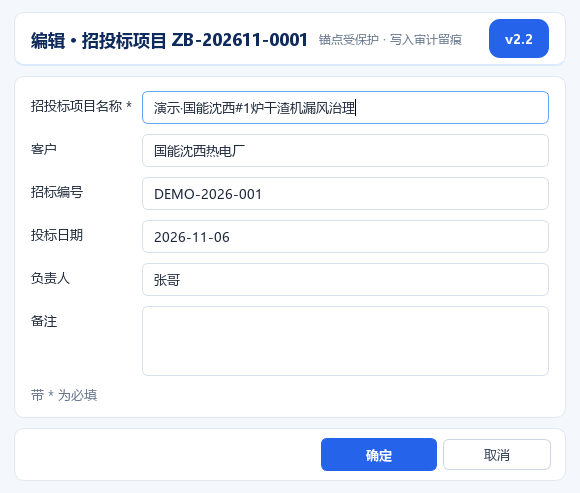 编辑 · 招投标项目 ZB-202611-0001 锚点受保护 · 写入审计留痕 v2.2
招投标项目名称 * 演示·国能沈西#1炉干渣机漏风治理
客户 国能沈西热电厂
招标编号 DEMO-2026-001
投标日期 2026-11-06
负责人 张哥
备注
带 * 为必填
确定 取消